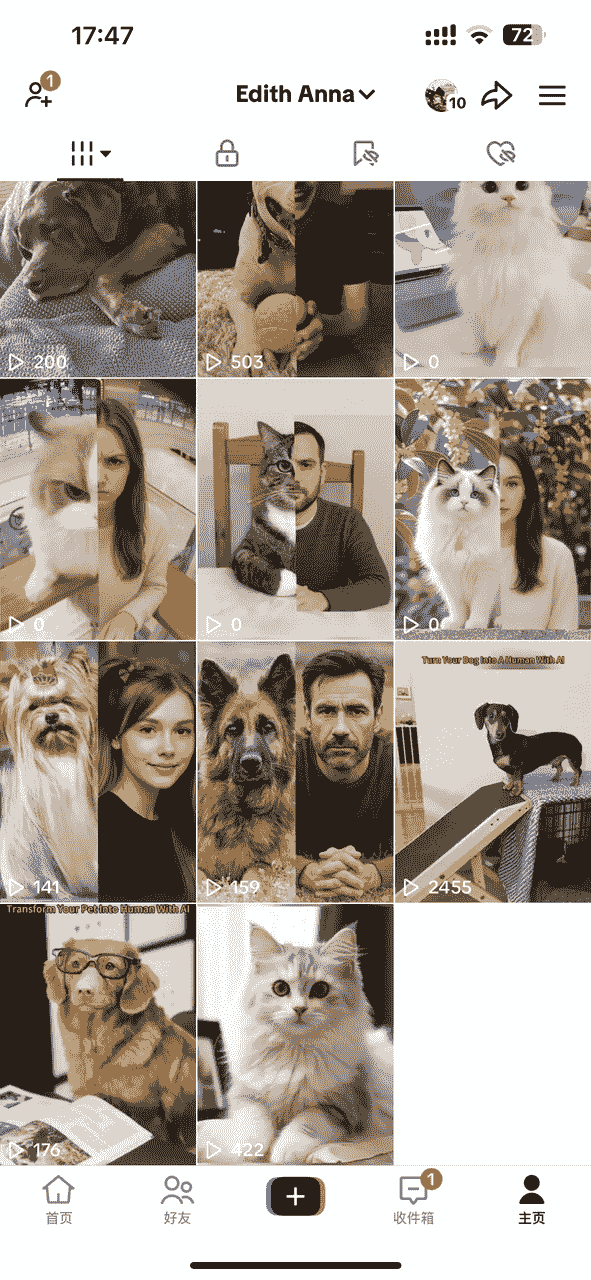 17:47
72
1
Edith Anna
10
200
503
0
0
0
0
141
159
Turn Your Dog Into A Human With AI
2455
Transform Your Pet Into Human With AI
176
422
首页
好友
1
收件箱
主页